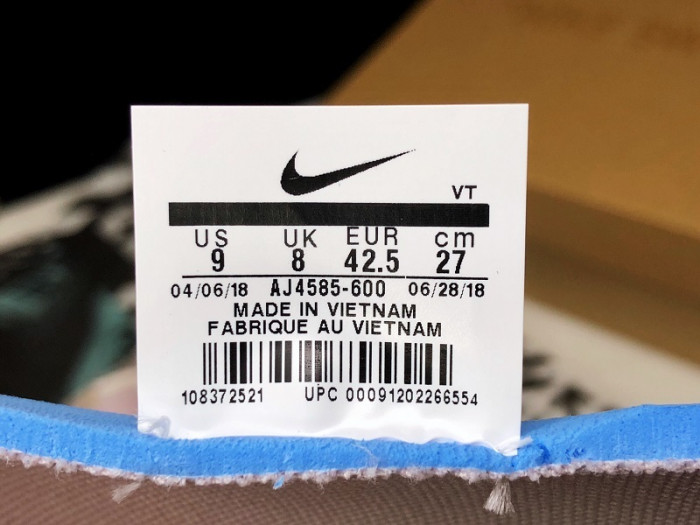 VT
US UK EUR cm
9 8 42.5 27
04/06/18 AJ4585-600 06/28/18
MADE IN VIETNAM
FABRIQUE AU VIETNAM
108372521 UPC 00091202266554